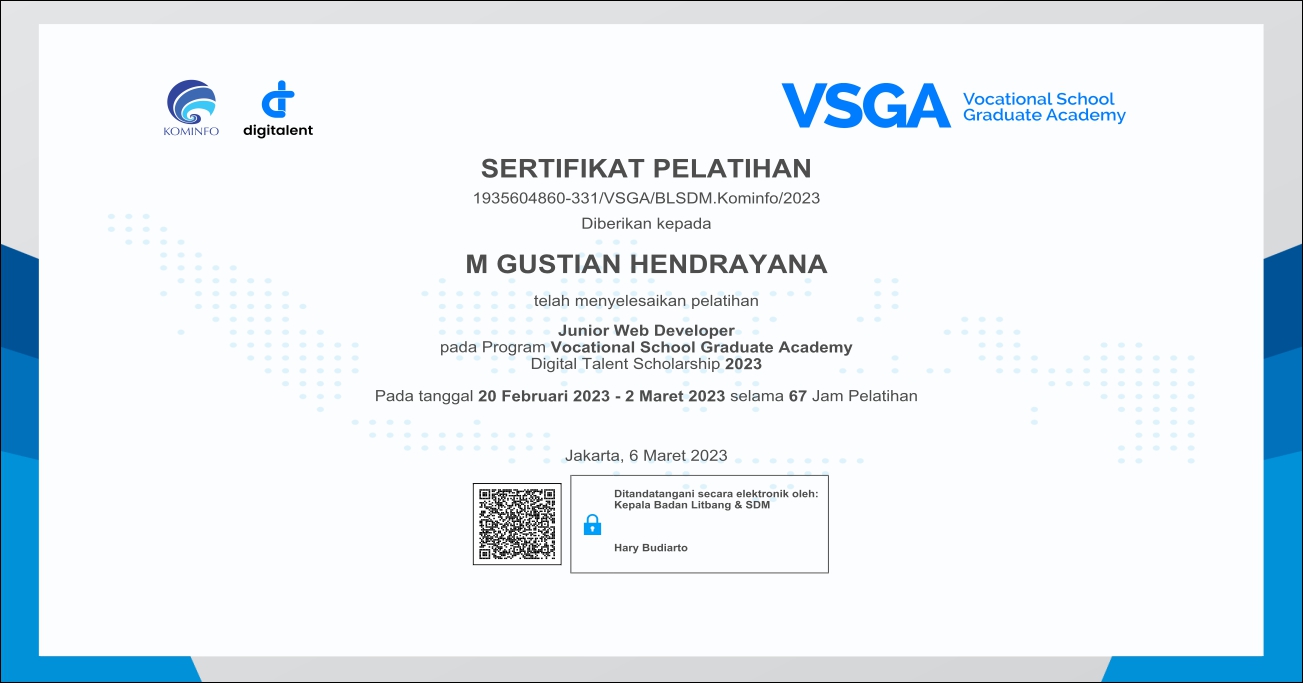 KOMINFO
digitalent
VSGA
Vocational School
Graduate Academy
SERTIFIKAT PELATIHAN
1935604860-331/VSGA/BLSDM.Kominfo/2023
Diberikan kepada
M GUSTIAN HENDRAYANA
telah menyelesaikan pelatihan
Junior Web Developer
pada Program Vocational School Graduate Academy
Digital Talent Scholarship 2023
Pada tanggal 20 Februari 2023 - 2 Maret 2023 selama 67 Jam Pelatihan
Jakarta, 6 Maret 2023
Ditandatangani secara elektronik oleh:
Kepala Badan Litbang & SDM
Hary Budiarto